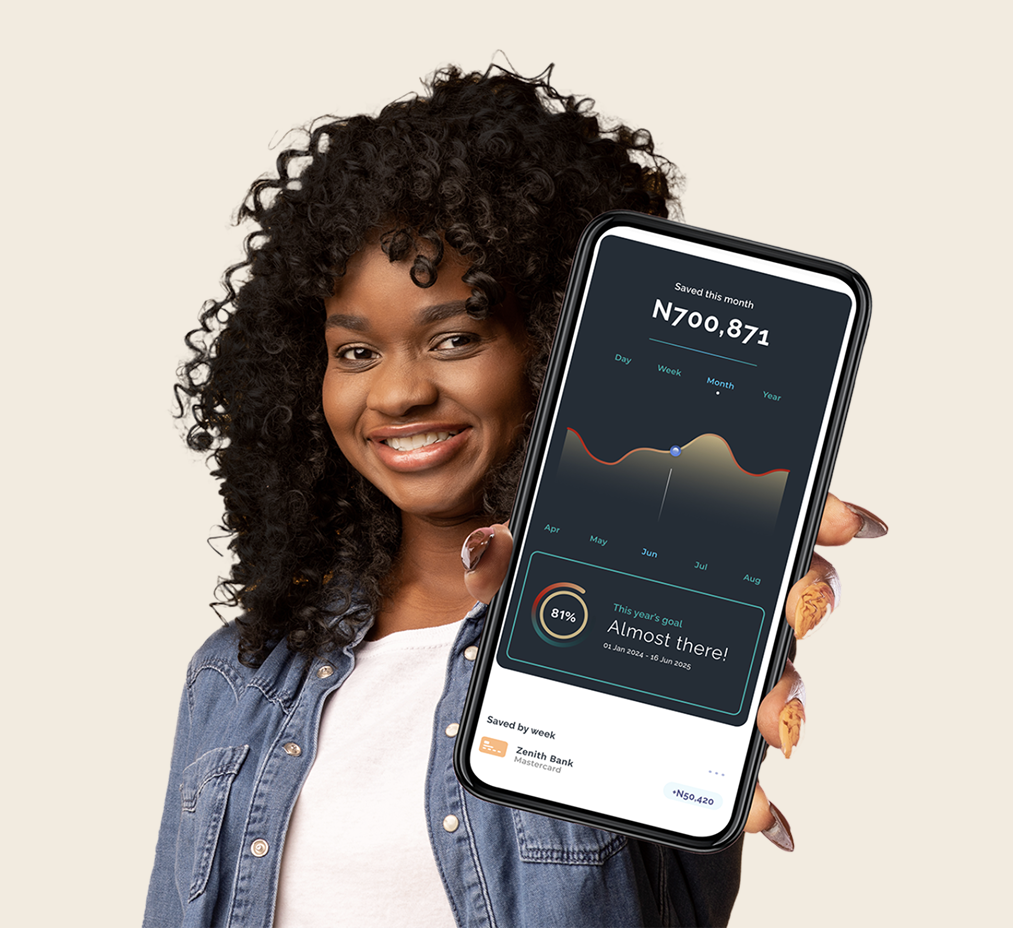 Saved this month
N700,871
Day Week Month Year
Apr May Jun Jul Aug
81%
This year's goal
Almost there!
01 Jan 2024 - 16 Jun 2025
Saved by week
Zenith Bank
Mastercard
+N50,420